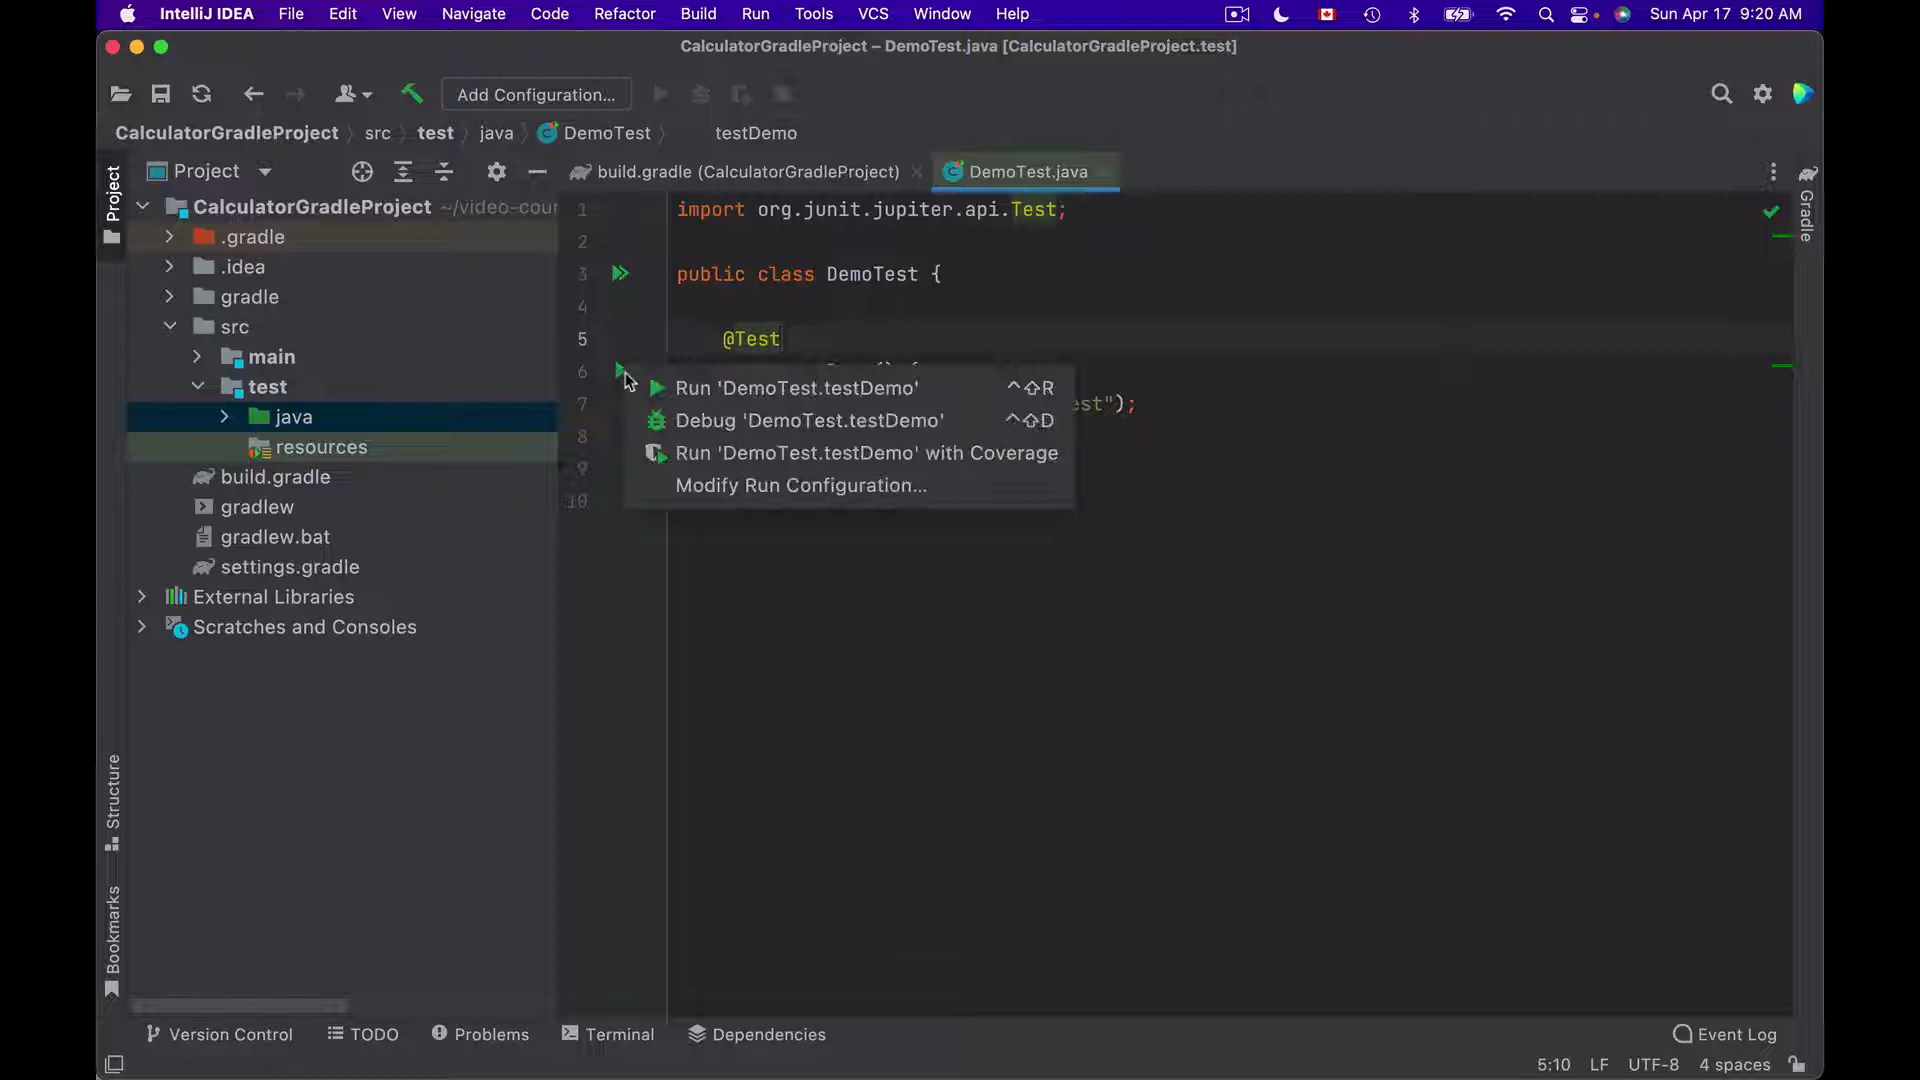 IntelliJ IDEA File Edit View Navigate Code Refactor Build Run Tools VCS Window Help Sun Apr 17 9:20 AM
CalculatorGradleProject – DemoTest.java [CalculatorGradleProject.test]
Add Configuration...
CalculatorGradleProject src test java DemoTest testDemo
Project
build.gradle (CalculatorGradleProject)
DemoTest.java
Project
Gradle
CalculatorGradleProject ~/video-cour
.gradle
.idea
gradle
src
main
test
java
resources
build.gradle
gradlew
gradlew.bat
settings.gradle
External Libraries
Scratches and Consoles
1 import org.junit.jupiter.api.Test;
2
3 public class DemoTest {
4
5 @Test
6
7 est");
8
9
10
Run 'DemoTest.testDemo' ^⇧R
Debug 'DemoTest.testDemo' ^⇧D
Run 'DemoTest.testDemo' with Coverage
Modify Run Configuration...
Structure
Bookmarks
Version Control TODO Problems Terminal Dependencies Event Log
5:10 LF UTF-8 4 spaces